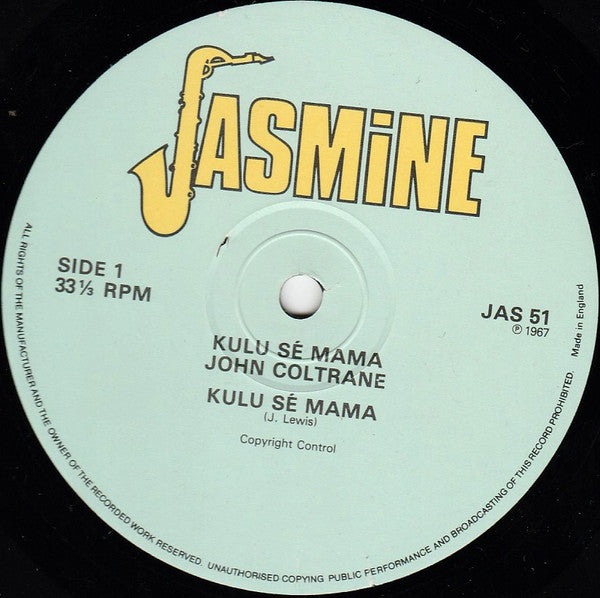 JASMiNE
SIDE 1
33⅓ RPM
JAS 51
℗ 1967
Made in England
KULU SÉ MAMA
JOHN COLTRANE
KULU SÉ MAMA
(J. Lewis)
Copyright Control
ALL RIGHTS OF THE MANUFACTURER AND THE OWNER OF THE RECORDED WORK RESERVED. UNAUTHORISED COPYING PUBLIC PERFORMANCE AND BROADCASTING OF THIS RECORD PROHIBITED.